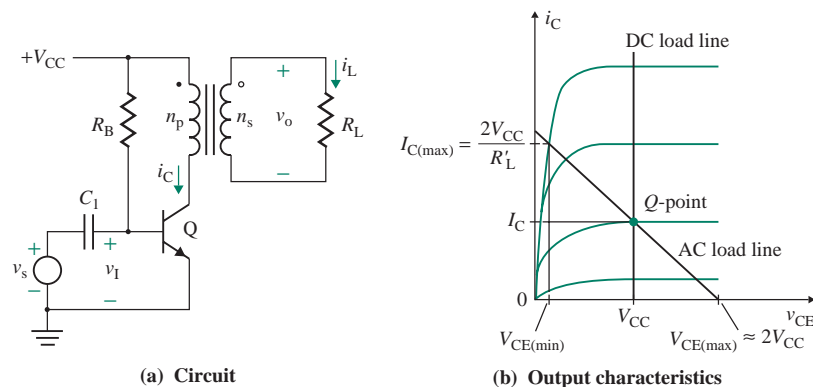 +V_CC
R_B
n_p
n_s
+
v_o
−
i_L
R_L
i_C
C_1
Q
+
v_s
−
+
v_I
−
(a) Circuit
i_C
DC load line
I_C(max) = 2V_CC / R'_L
Q-point
I_C
AC load line
0
v_CE
V_CE(min)
V_CC
V_CE(max) ≈ 2V_CC
(b) Output characteristics